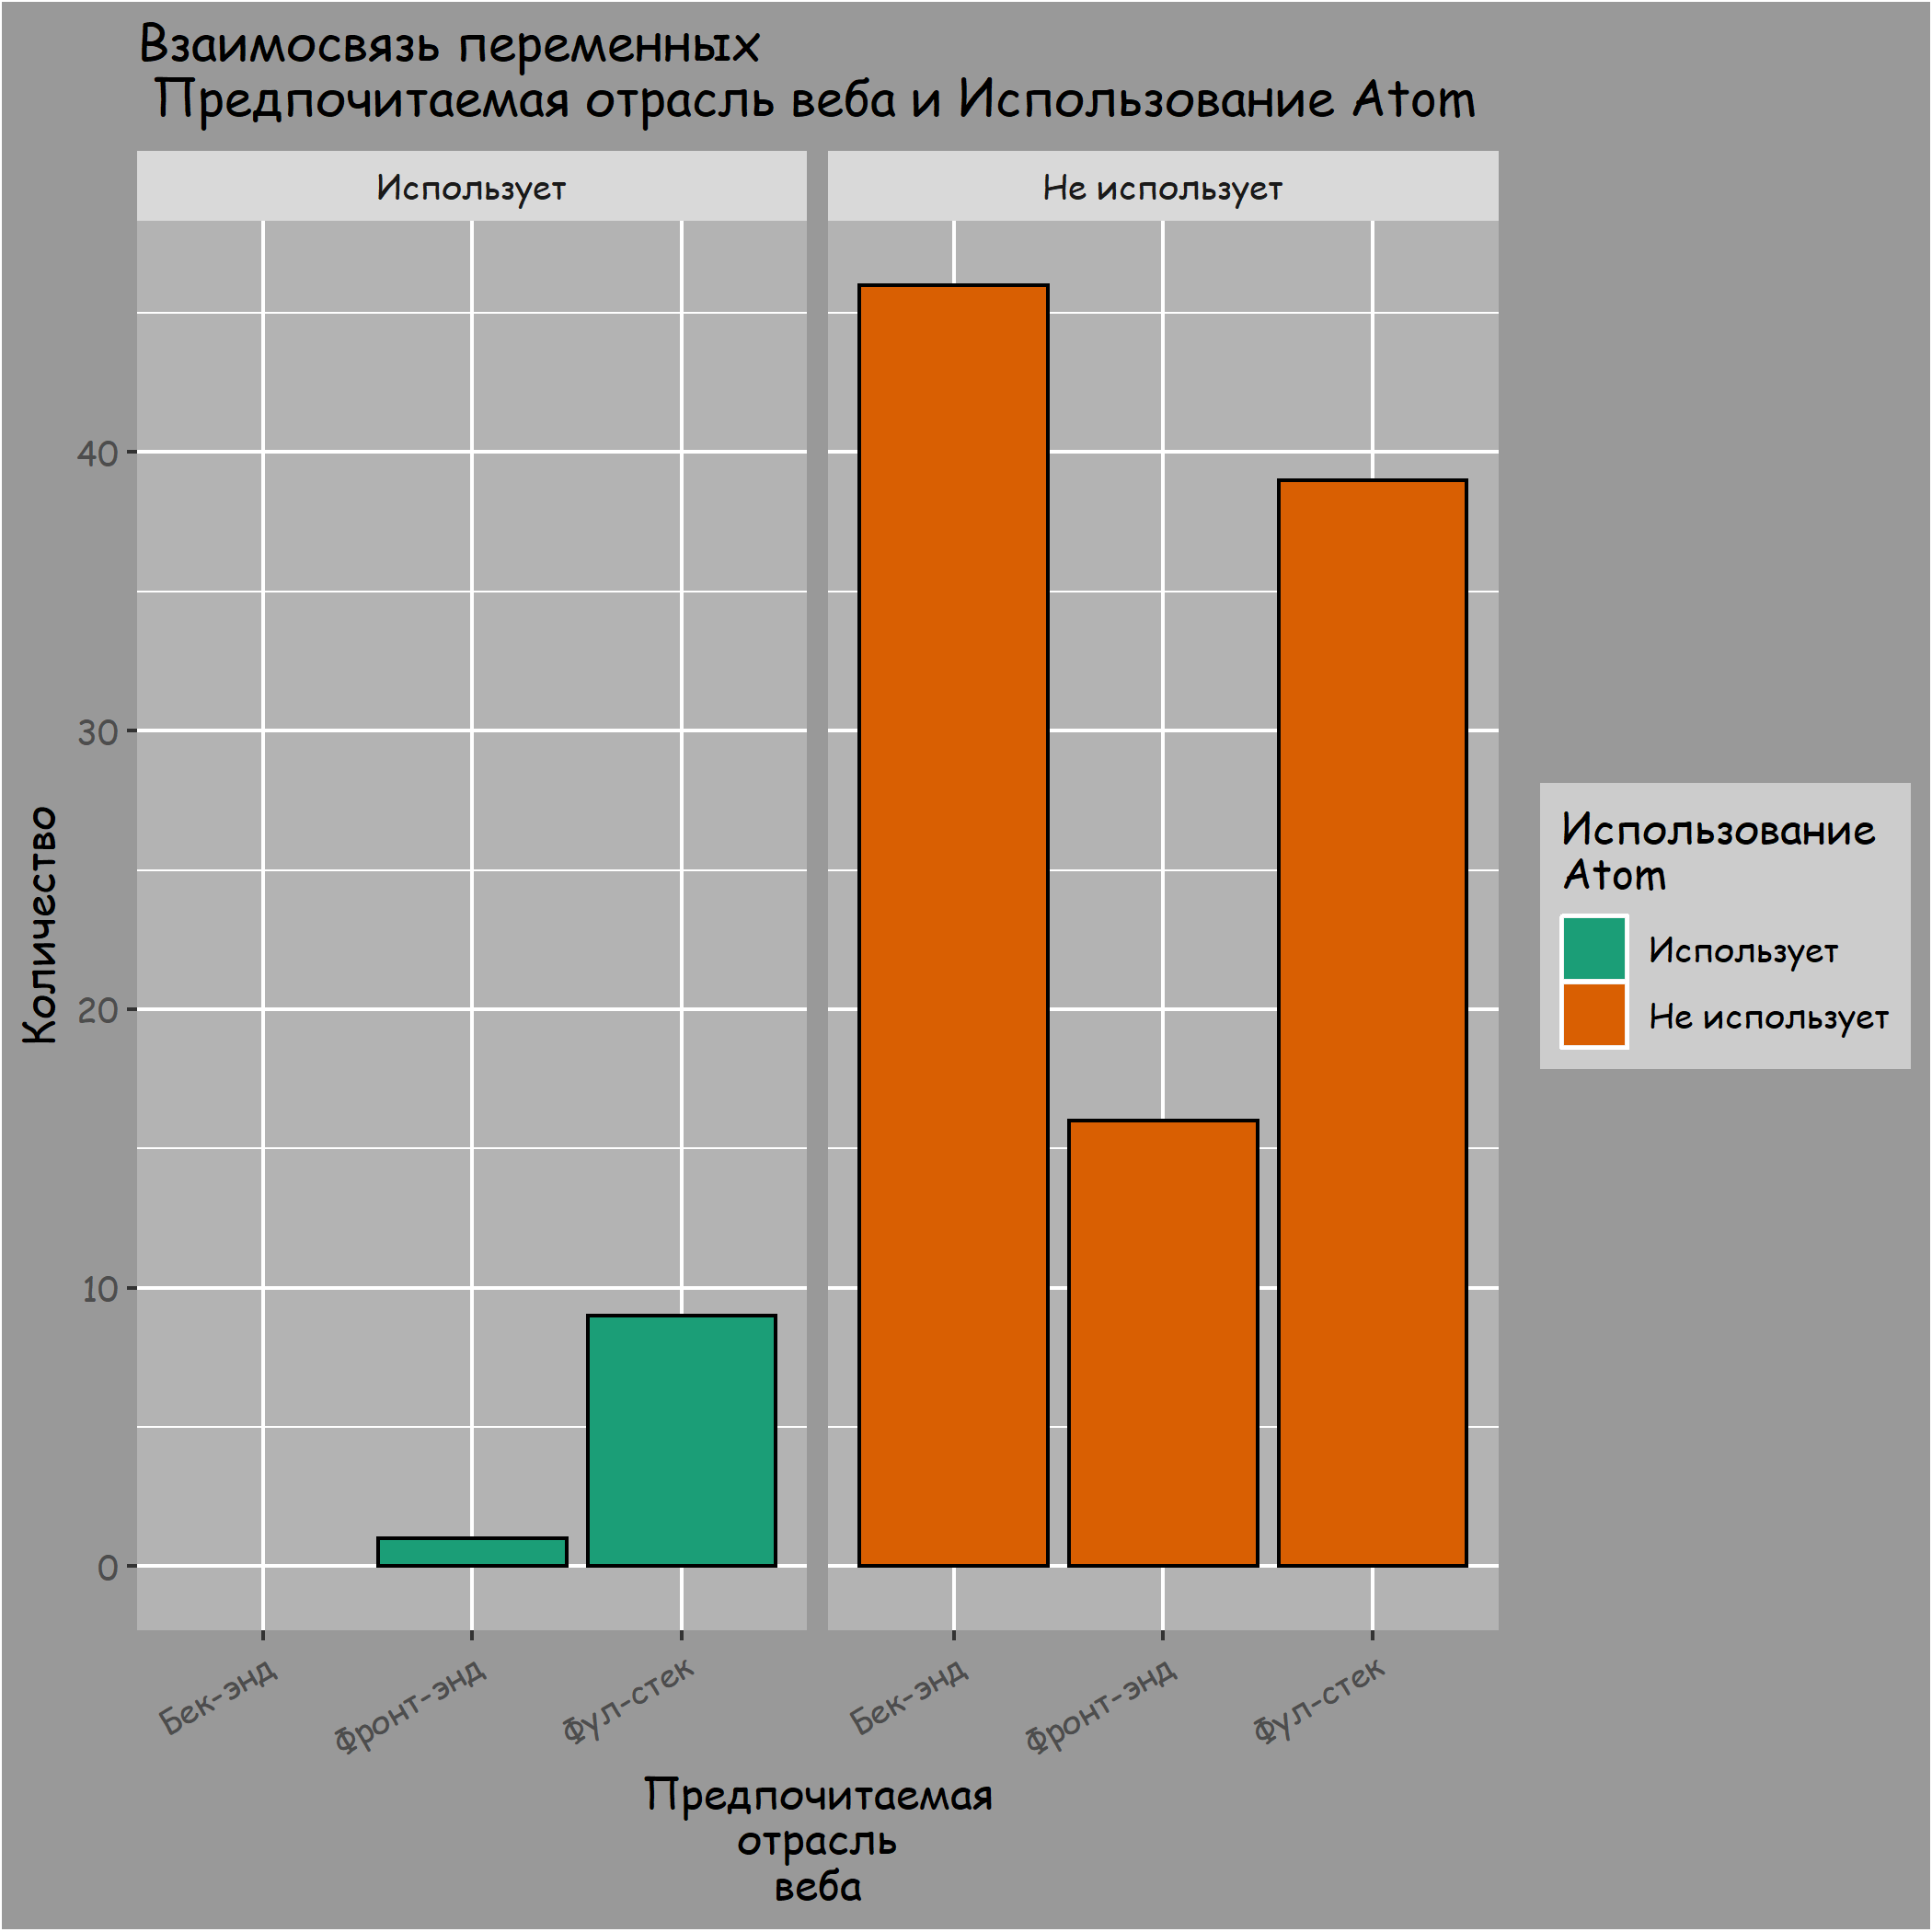 Взаимосвязь переменных
Предпочитаемая отрасль веба и Использование Atom
Использует
Не использует
40
30
20
10
0
Количество
Бек-энд
Фронт-энд
Фул-стек
Бек-энд
Фронт-энд
Фул-стек
Предпочитаемая
отрасль
веба
Использование
Atom
Использует
Не использует